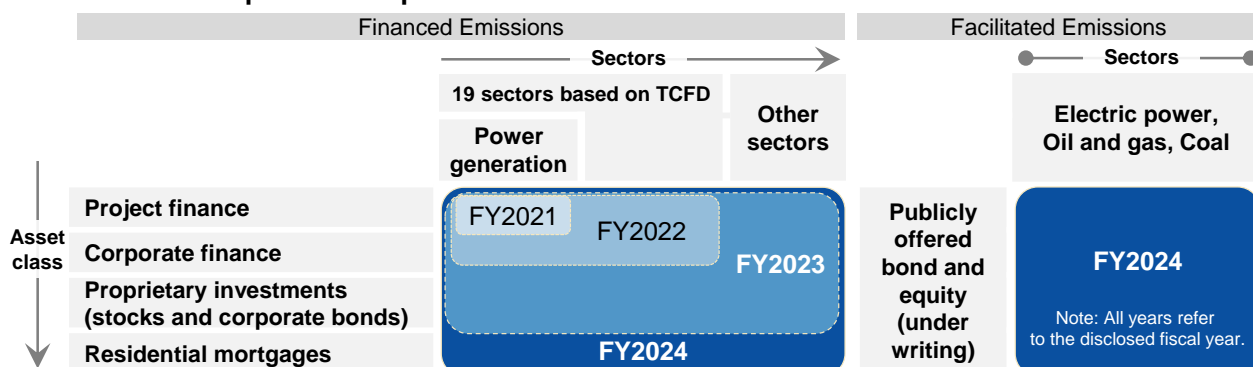 Financed Emissions
Facilitated Emissions
Sectors
Sectors
19 sectors based on TCFD
Power
generation
Other
sectors
Electric power,
Oil and gas, Coal
Asset
class
Project finance
Corporate finance
Proprietary investments
(stocks and corporate bonds)
Residential mortgages
FY2021
FY2022
FY2023
FY2024
Publicly
offered
bond and
equity
(under
writing)
FY2024
Note: All years refer
to the disclosed fiscal year.